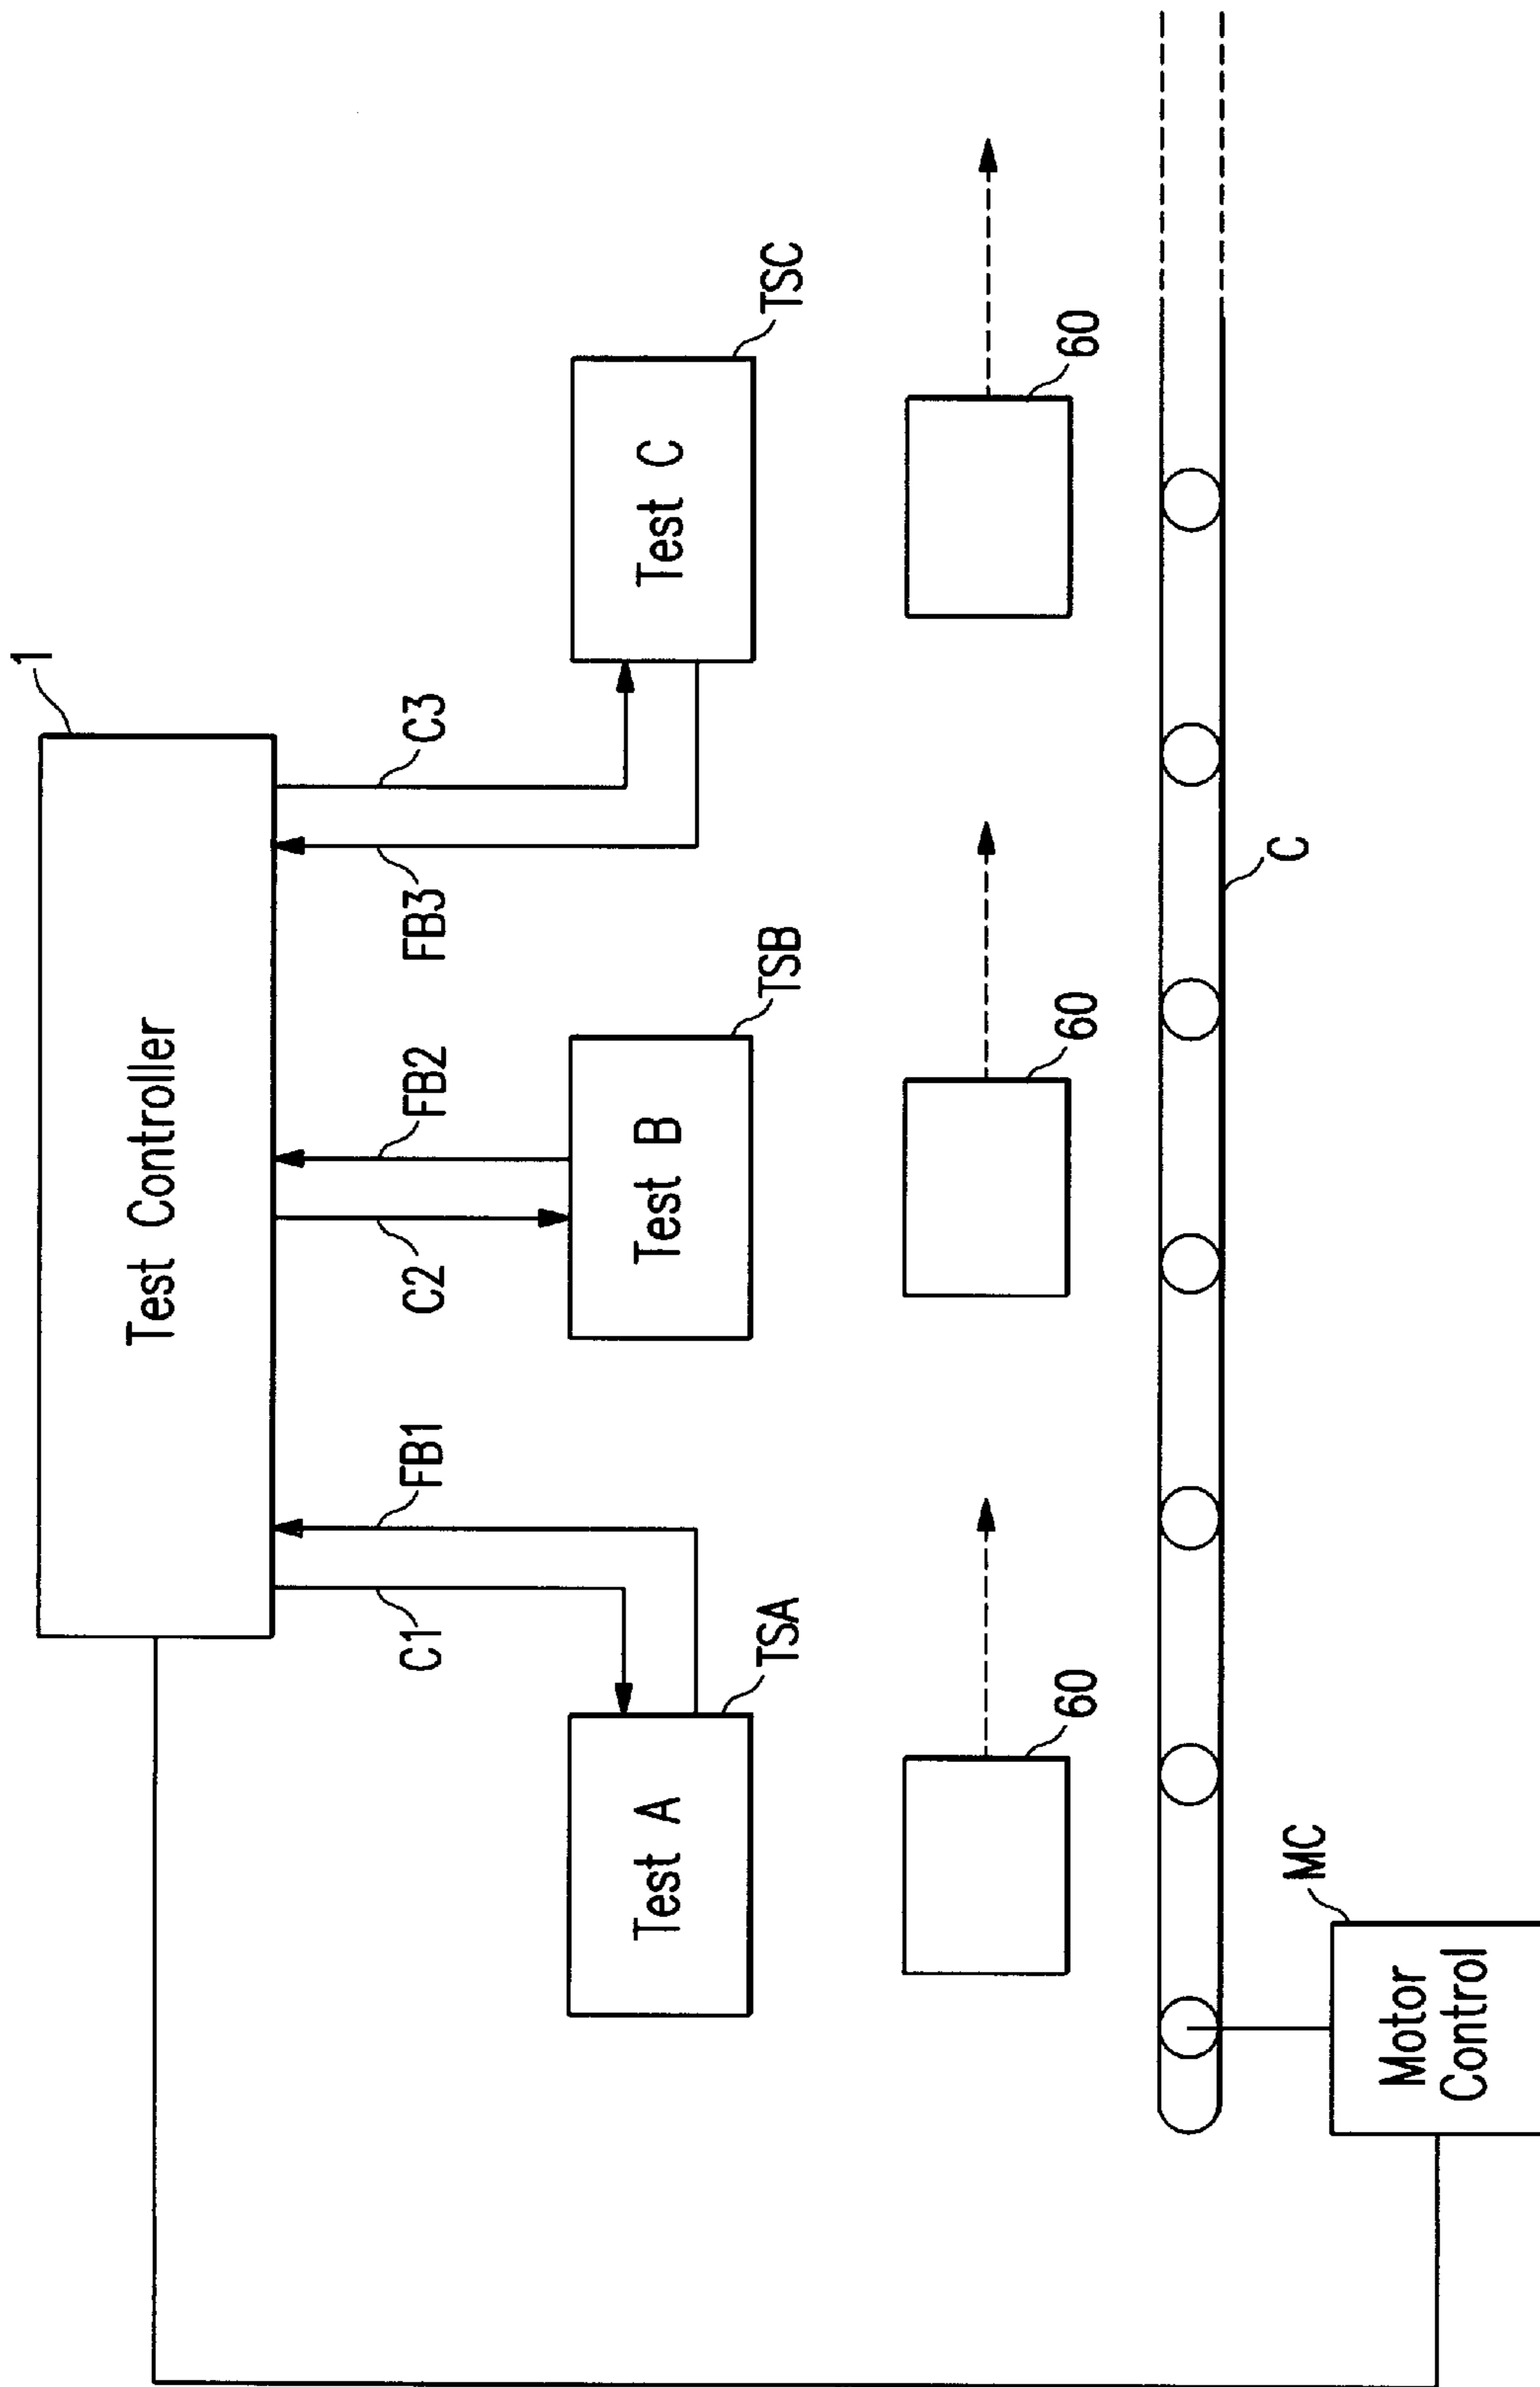 1
Test Controller
C1
FB1
C2
FB2
FB3
C3
Test A
TSA
Test B
TSB
Test C
TSC
60
60
60
C
MC
Motor
Control